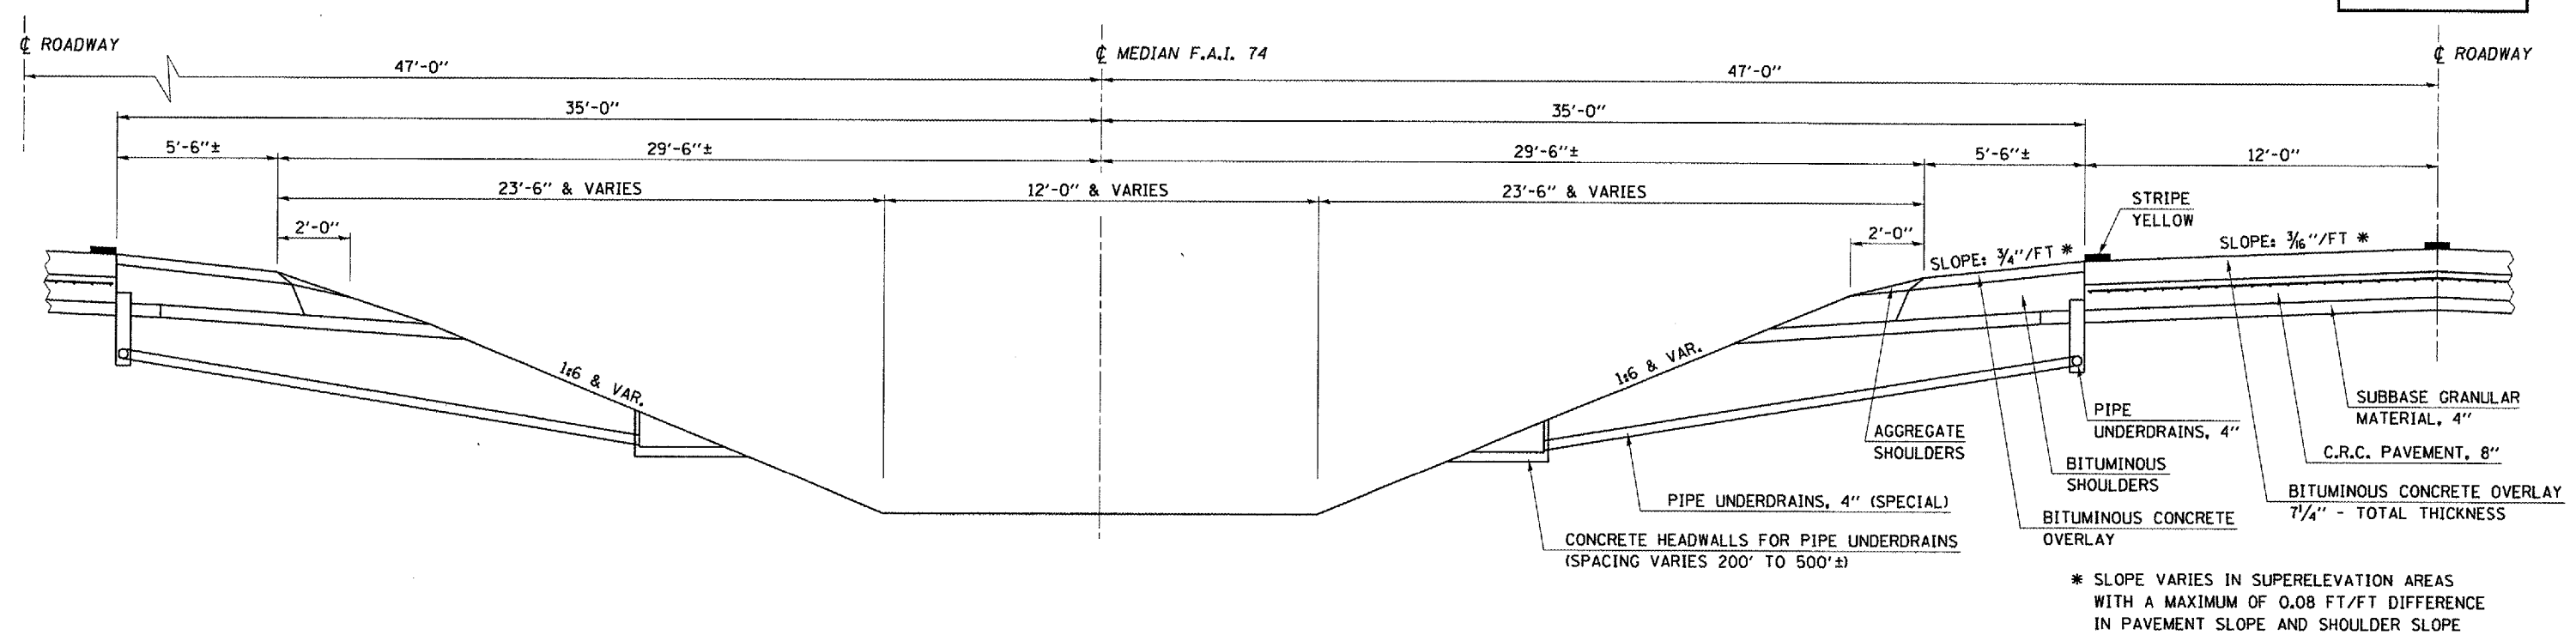 ℄ ROADWAY
℄ MEDIAN F.A.I. 74
℄ ROADWAY
47'-0"
47'-0"
35'-0"
35'-0"
5'-6"±
29'-6"±
29'-6"±
5'-6"±
12'-0"
23'-6" & VARIES
12'-0" & VARIES
23'-6" & VARIES
2'-0"
2'-0"
STRIPE
YELLOW
SLOPE: 3/4"/FT *
SLOPE: 3/16"/FT *
1:6 & VAR.
1:6 & VAR.
AGGREGATE
SHOULDERS
PIPE
UNDERDRAINS, 4"
SUBBASE GRANULAR
MATERIAL, 4"
C.R.C. PAVEMENT, 8"
BITUMINOUS
SHOULDERS
BITUMINOUS CONCRETE OVERLAY
7 1/4" - TOTAL THICKNESS
PIPE UNDERDRAINS, 4" (SPECIAL)
BITUMINOUS CONCRETE
OVERLAY
CONCRETE HEADWALLS FOR PIPE UNDERDRAINS
(SPACING VARIES 200' TO 500'±)
* SLOPE VARIES IN SUPERELEVATION AREAS
WITH A MAXIMUM OF 0.08 FT/FT DIFFERENCE
IN PAVEMENT SLOPE AND SHOULDER SLOPE